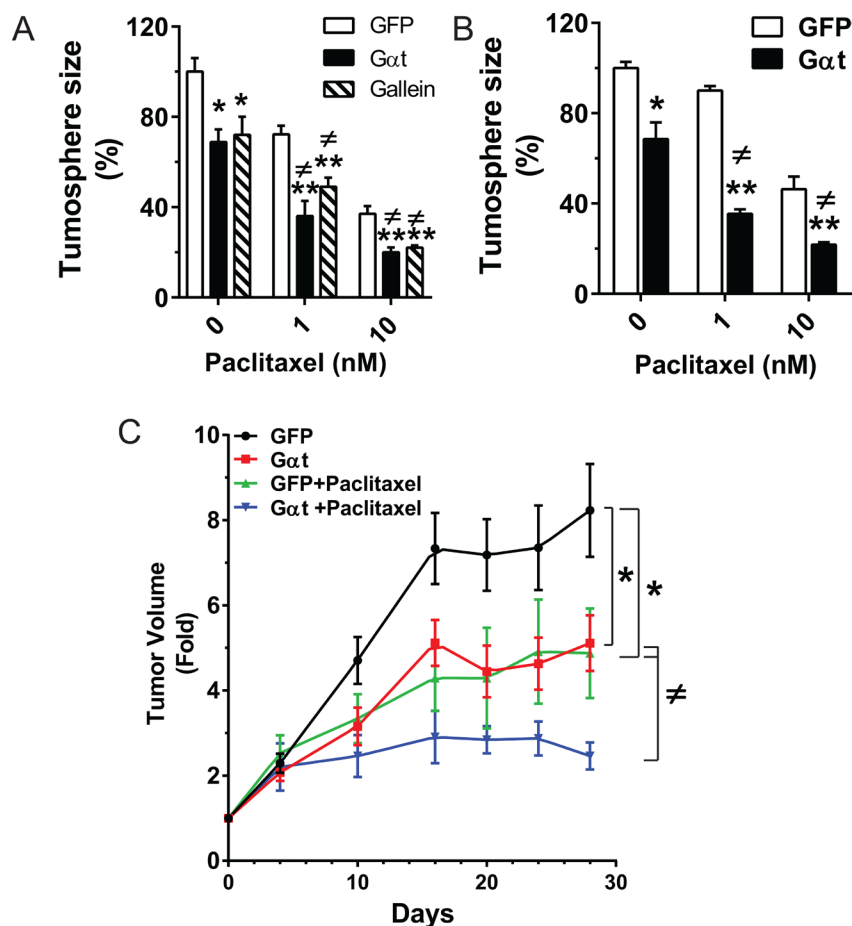 A
Tumosphere size
(%)
120
80
40
0
GFP
Gαt
Gallein
* *
≠
**
≠
**
≠
**
≠
**
0 1 10
Paclitaxel (nM)
B
Tumosphere size
(%)
120
80
40
0
GFP
Gαt
*
≠
**
≠
**
0 1 10
Paclitaxel (nM)
C
Tumor Volume
(Fold)
10
8
6
4
2
0
GFP
Gαt
GFP+Paclitaxel
Gαt +Paclitaxel
* *
≠
0 10 20 30
Days